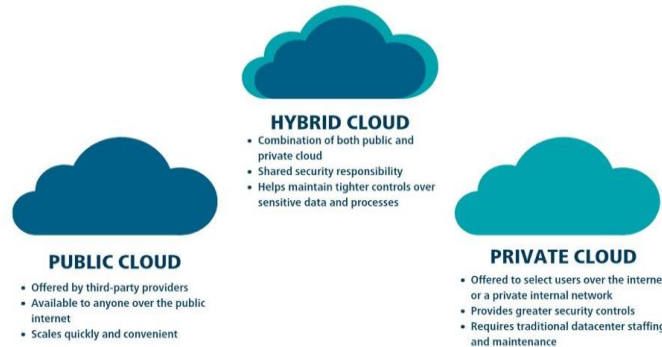 HYBRID CLOUD
• Combination of both public and
private cloud
• Shared security responsibility
• Helps maintain tighter controls over
sensitive data and processes
PUBLIC CLOUD
• Offered by third-party providers
• Available to anyone over the public
internet
• Scales quickly and convenient
PRIVATE CLOUD
• Offered to select users over the interne
or a private internal network
• Provides greater security controls
• Requires traditional datacenter staffing
and maintenance